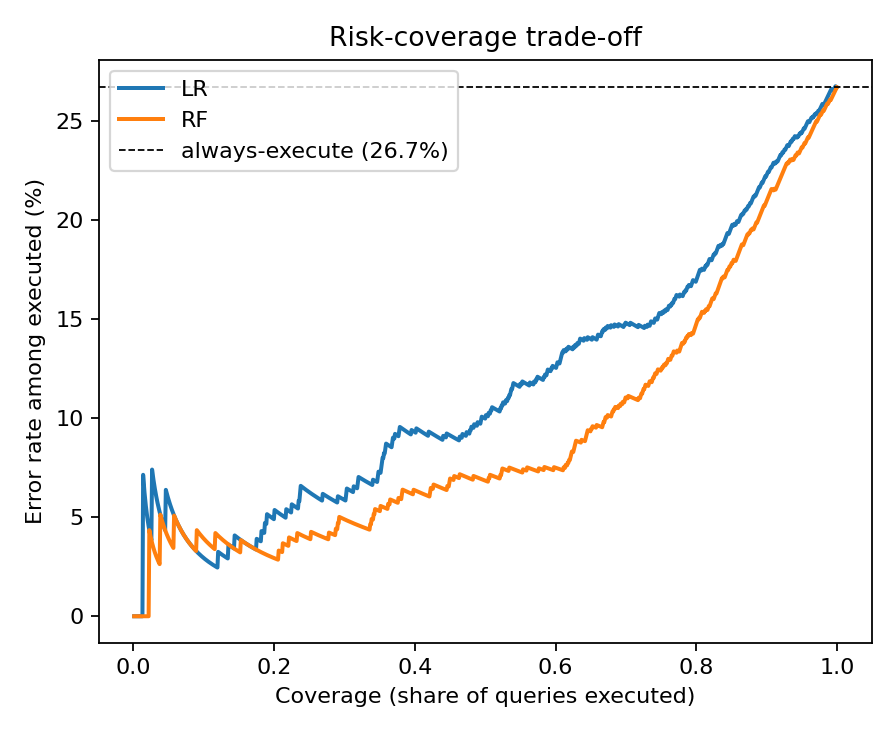 Risk-coverage trade-off
LR
RF
always-execute (26.7%)
Error rate among executed (%)
25
20
15
10
5
0
0.0 0.2 0.4 0.6 0.8 1.0
Coverage (share of queries executed)